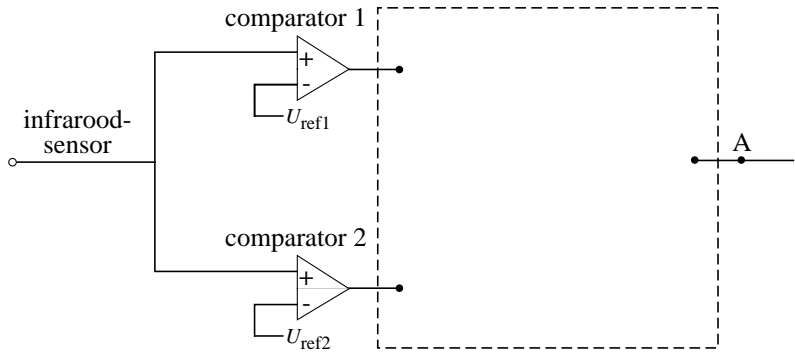 comparator 1
+
-
Uref1
infrarood-
sensor
A
comparator 2
+
-
Uref2